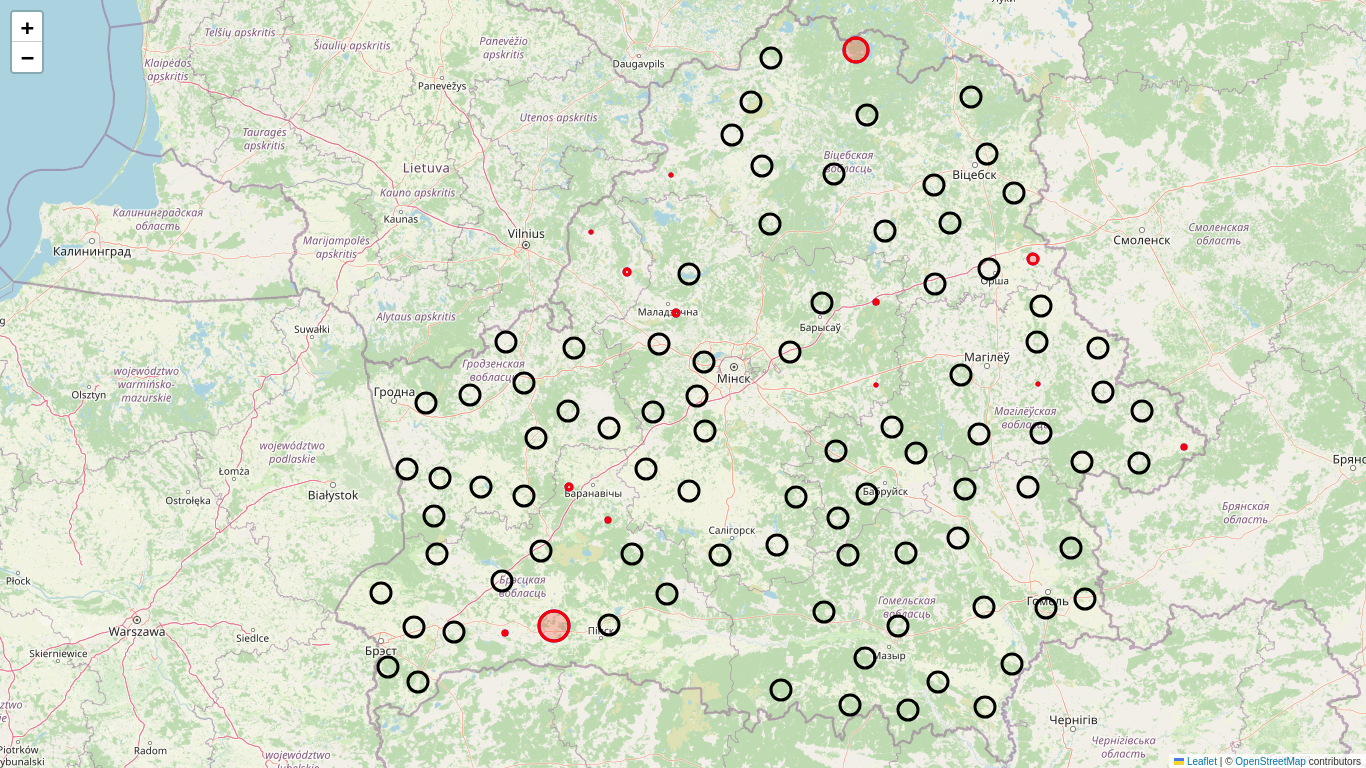 +
−
Telšių apskritis
Šiaulių apskritis
Panevėžio
apskritis
Klaipėdos
apskritis
Daugavpils
Panevėžys
Utenos apskritis
Tauragės
apskritis
Lietuva
Kauno apskritis
Kaunas
Калининградская
область
Калининград
Marijampolės
apskritis
Vilnius
Alytaus apskritis
Suwałki
Віцебская
вобласць
Віцебск
Смоленск
Смоленская
область
Орша
Маладзечна
Барысаў
Мінск
Магілёў
Магілёўская
вобласць
Гродзенская
вобласць
Гродна
województwo
warmińsko-
mazurskie
Olsztyn
województwo
podlaskie
Łomża
Ostrołęka
Białystok
Баранавічы
Бабруйск
Салігорск
Брянская
область
Płock
Warszawa
Siedlce
Skierniewice
Брэсцкая
вобласць
Брэст
Пінск
Гомельская
вобласць
Гомель
Мазыр
Чернігів
Чернігівська
область
Radom
województwo
Piotrków
Leaflet | © OpenStreetMap contributors